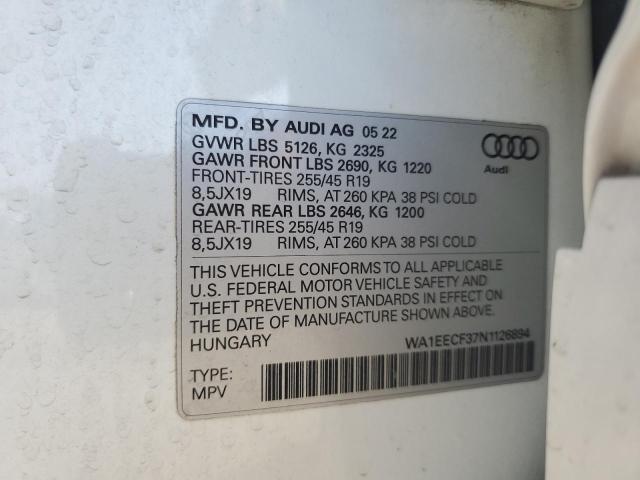 MFD. BY AUDI AG 05 22
GVWR LBS 5126, KG 2325
GAWR FRONT LBS 2690, KG 1220
FRONT-TIRES 255/45 R19
8,5JX19 RIMS, AT 260 KPA 38 PSI COLD
GAWR REAR LBS 2646, KG 1200
REAR-TIRES 255/45 R19
8,5JX19 RIMS, AT 260 KPA 38 PSI COLD
Audi
THIS VEHICLE CONFORMS TO ALL APPLICABLE
U.S. FEDERAL MOTOR VEHICLE SAFETY AND
THEFT PREVENTION STANDARDS IN EFFECT ON
THE DATE OF MANUFACTURE SHOWN ABOVE.
HUNGARY
WA1EECF37N1126894
TYPE:
MPV